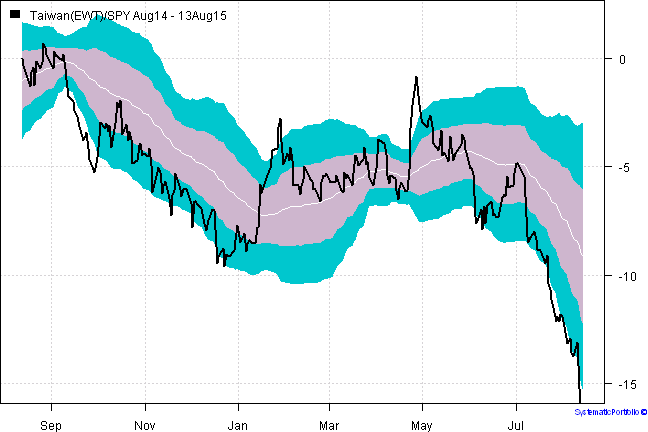 Taiwan(EWT)/SPY Aug14 - 13Aug15
0
-5
-10
-15
Sep Nov Jan Mar May Jul
SystematicPortfolio ©